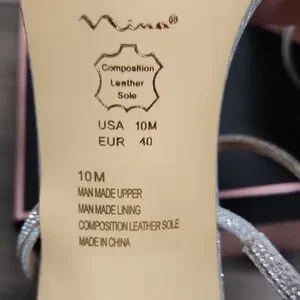 Nina®
Composition
Leather
Sole
USA 10M
EUR 40
10 M
MAN MADE UPPER
MAN MADE LINING
COMPOSITION LEATHER SOLE
MADE IN CHINA